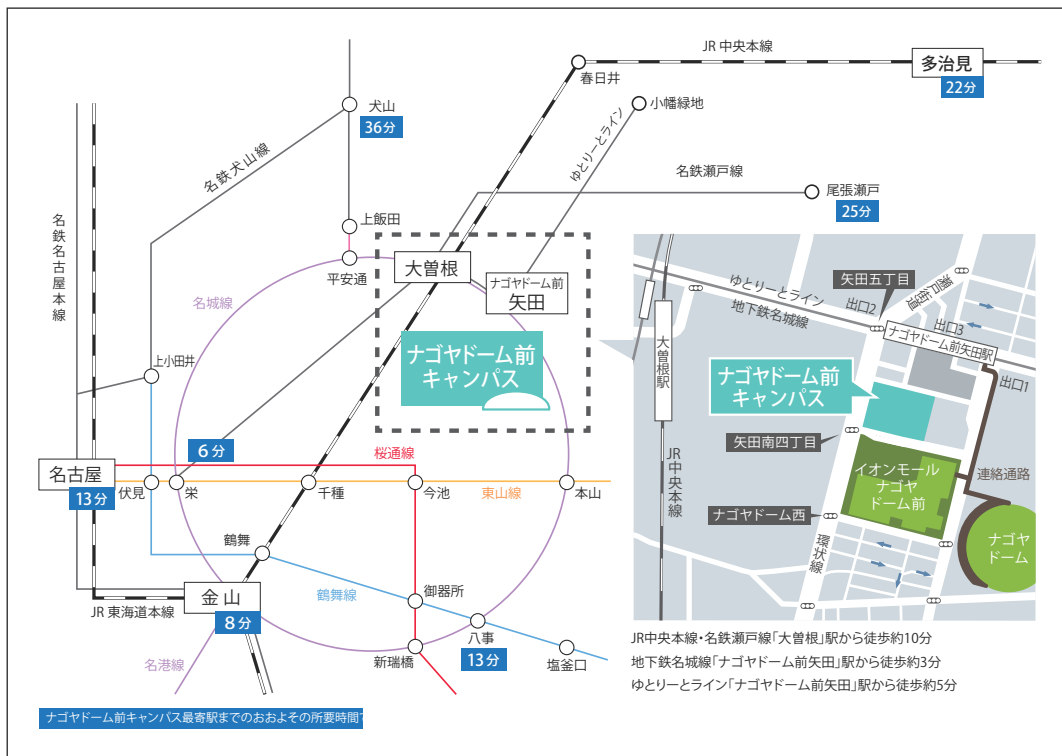 JR 中央本線
多治見
22分
春日井
小幡緑地
犬山
36分
ゆとりーとライン
名鉄犬山線
名鉄瀬戸線
尾張瀬戸
25分
名鉄名古屋本線
上飯田
平安通
名城線
大曽根
ナゴヤドーム前
矢田
ナゴヤドーム前
キャンパス
上小田井
6分
桜通線
名古屋
13分
伏見
栄
千種
今池
東山線
本山
鶴舞
金山
8分
JR 東海道本線
鶴舞線
御器所
八事
13分
新瑞橋
塩釜口
名港線
ナゴヤドーム前キャンパス最寄駅までのおおよその所要時間
ゆとりーとライン
地下鉄名城線
矢田五丁目
瀬戸街道
出口2
出口3
ナゴヤドーム前矢田駅
出口1
大曽根駅
ナゴヤドーム前
キャンパス
矢田南四丁目
JR中央本線
イオンモール
ナゴヤ
ドーム前
連絡通路
ナゴヤドーム西
環状線
ナゴヤ
ドーム
JR中央本線・名鉄瀬戸線「大曽根」駅から徒歩約10分
地下鉄名城線「ナゴヤドーム前矢田」駅から徒歩約3分
ゆとりーとライン「ナゴヤドーム前矢田」駅から徒歩約5分